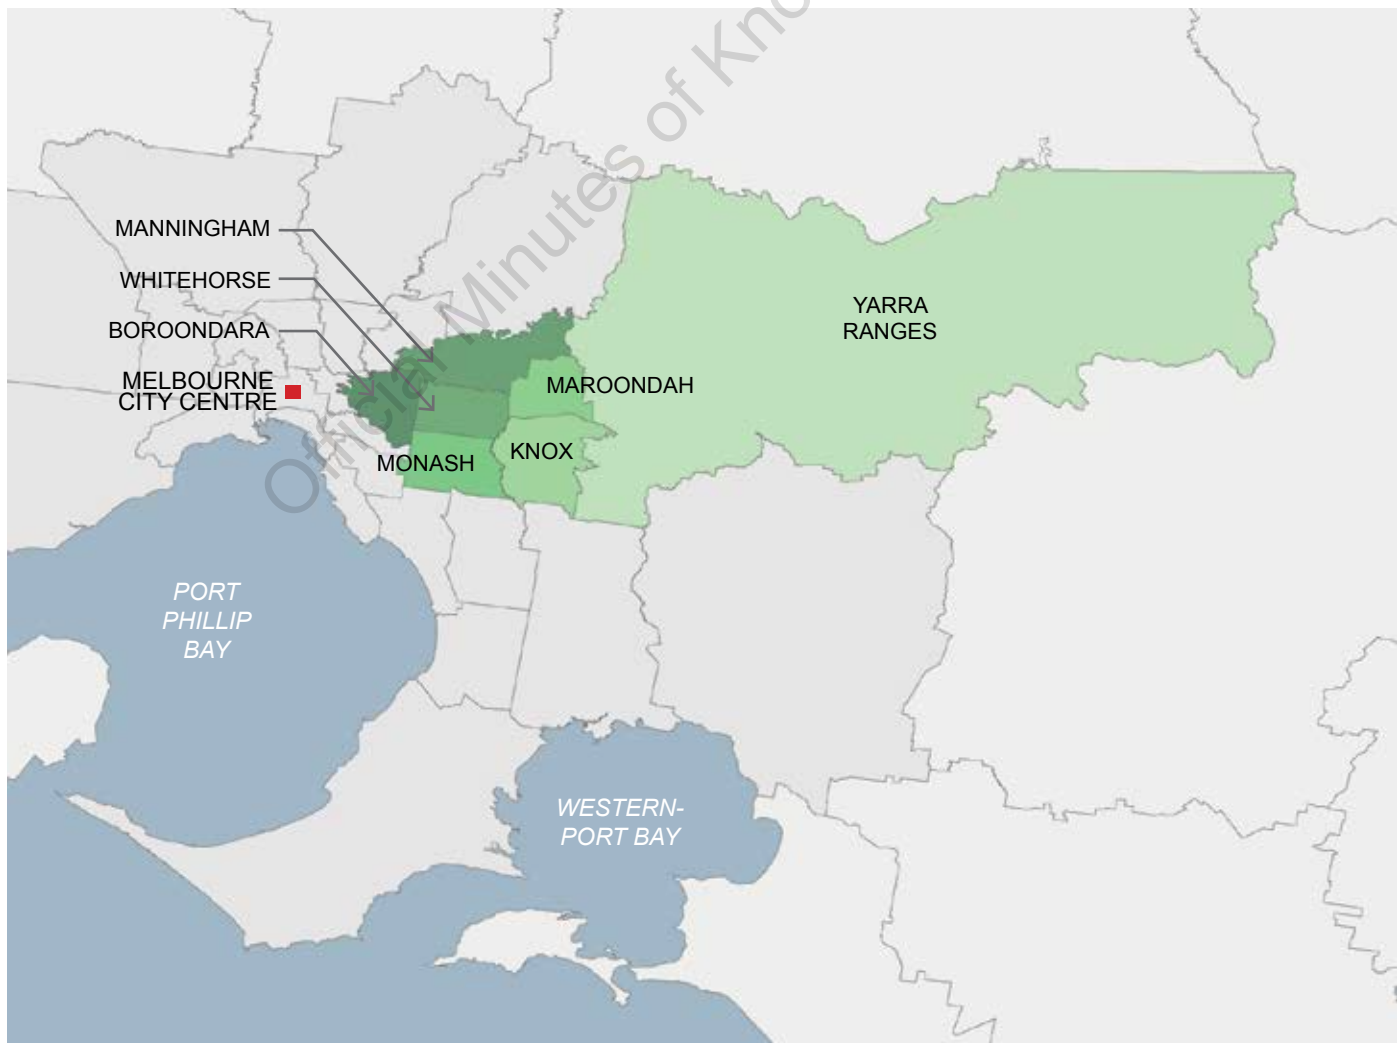 Official Minutes of
MANNINGHAM
WHITEHORSE
BOROONDARA
MELBOURNE
CITY CENTRE
MAROONDAH
MONASH
KNOX
YARRA
RANGES
PORT
PHILLIP
BAY
WESTERN-
PORT BAY